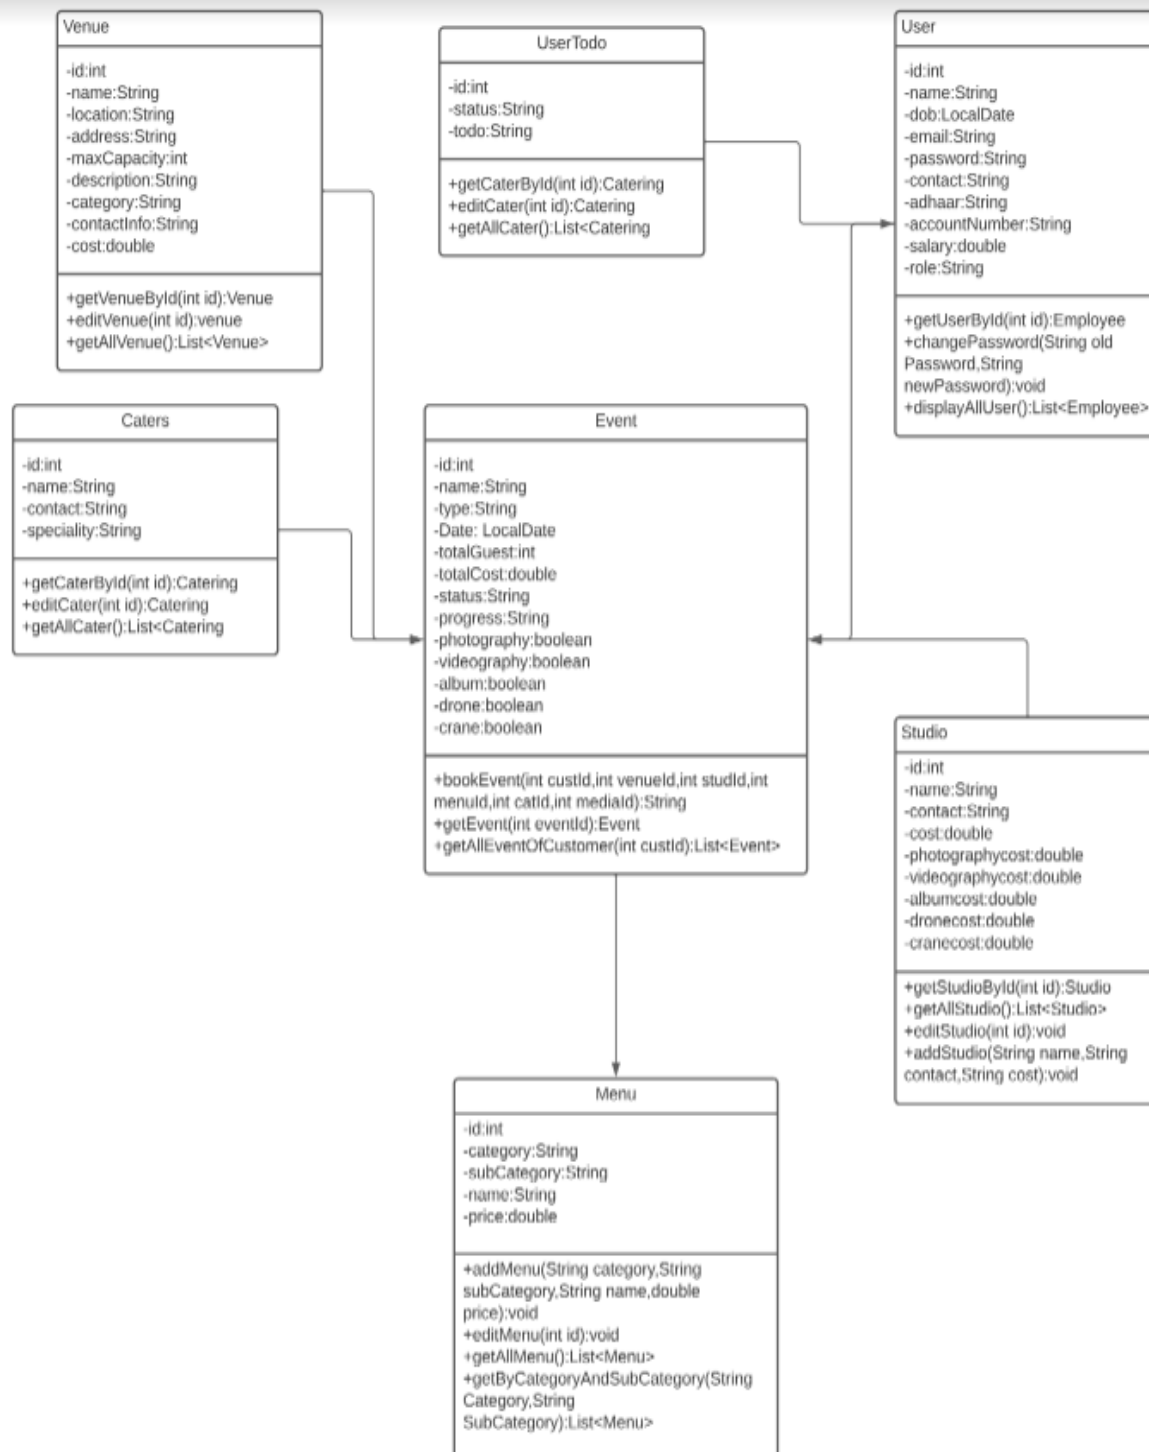 Venue
-id:int
-name:String
-location:String
-address:String
-maxCapacity:int
-description:String
-category:String
-contactInfo:String
-cost:double
+getVenueById(int id):Venue
+editVenue(int id):venue
+getAllVenue():List<Venue>
UserTodo
-id:int
-status:String
-todo:String
+getCaterById(int id):Catering
+editCater(int id):Catering
+getAllCater():List<Catering
User
-id:int
-name:String
-dob:LocalDate
-email:String
-password:String
-contact:String
-adhaar:String
-accountNumber:String
-salary:double
-role:String
+getUserById(int id):Employee
+changePassword(String old
Password,String
newPassword):void
+displayAllUser():List<Employee>
Caters
-id:int
-name:String
-contact:String
-speciality:String
+getCaterById(int id):Catering
+editCater(int id):Catering
+getAllCater():List<Catering
Event
-id:int
-name:String
-type:String
-Date: LocalDate
-totalGuest:int
-totalCost:double
-status:String
-progress:String
-photography:boolean
-videography:boolean
-album:boolean
-drone:boolean
-crane:boolean
+bookEvent(int custId,int venueId,int studId,int
menuId,int catId,int mediaId):String
+getEvent(int eventId):Event
+getAllEventOfCustomer(int custId):List<Event>
Studio
-id:int
-name:String
-contact:String
-cost:double
-photographycost:double
-videographycost:double
-albumcost:double
-dronecost:double
-cranecost:double
+getStudioById(int id):Studio
+getAllStudio():List<Studio>
+editStudio(int id):void
+addStudio(String name,String
contact,String cost):void
Menu
-id:int
-category:String
-subCategory:String
-name:String
-price:double
+addMenu(String category,String
subCategory,String name,double
price):void
+editMenu(int id):void
+getAllMenu():List<Menu>
+getByCategoryAndSubCategory(String
Category,String
SubCategory):List<Menu>